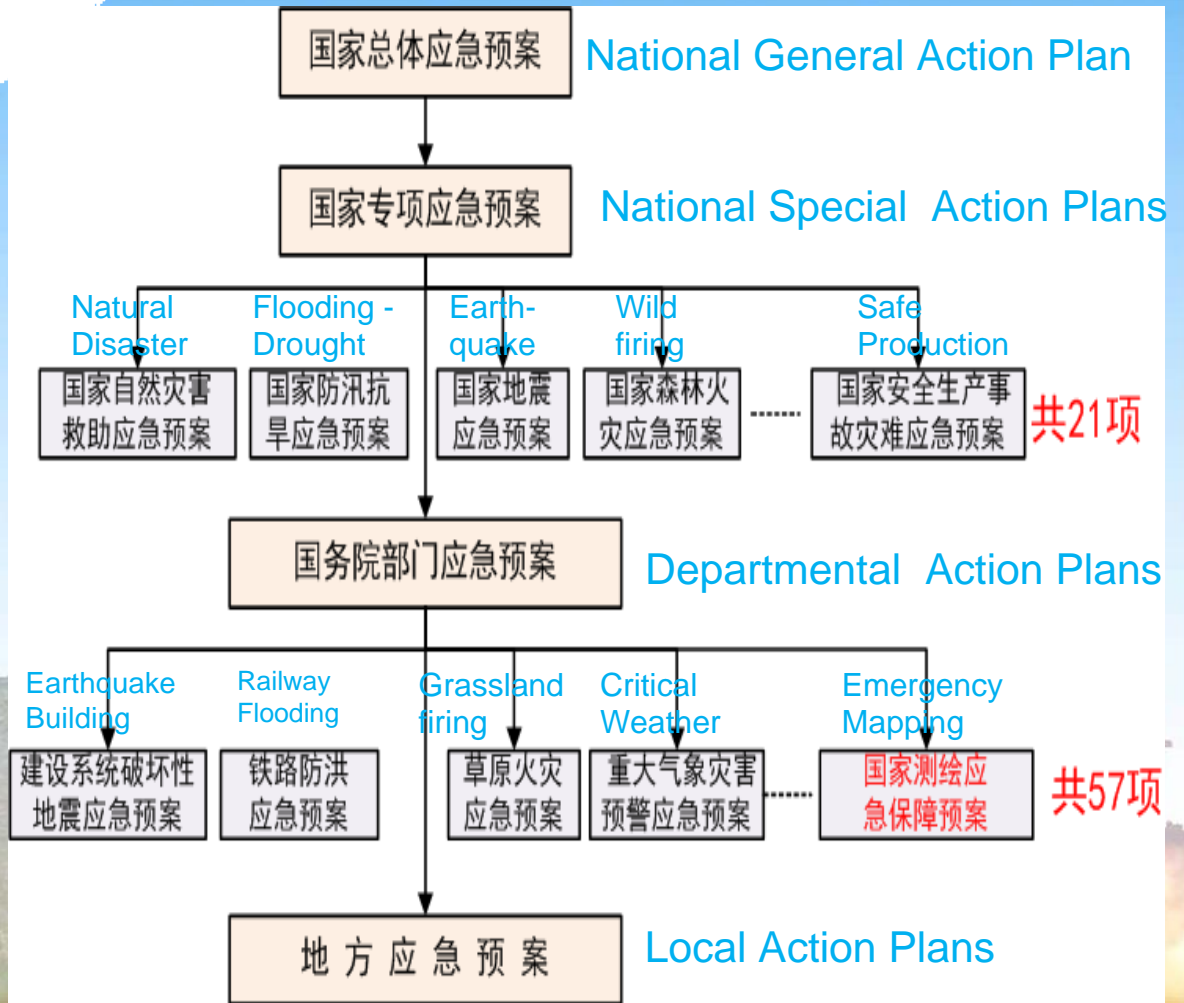 国家总体应急预案
National General Action Plan
国家专项应急预案
National Special Action Plans
Natural
Disaster
Flooding -
Drought
Earth-
quake
Wild
firing
Safe
Production
国家自然灾害
救助应急预案
国家防汛抗
旱应急预案
国家地震
应急预案
国家森林火
灾应急预案
国家安全生产事
故灾难应急预案
共21项
国务院部门应急预案
Departmental Action Plans
Earthquake
Building
Railway
Flooding
Grassland
firing
Critical
Weather
Emergency
Mapping
建设系统破坏性
地震应急预案
铁路防洪
应急预案
草原火灾
应急预案
重大气象灾害
预警应急预案
国家测绘应
急保障预案
共57项
地方应急预案
Local Action Plans